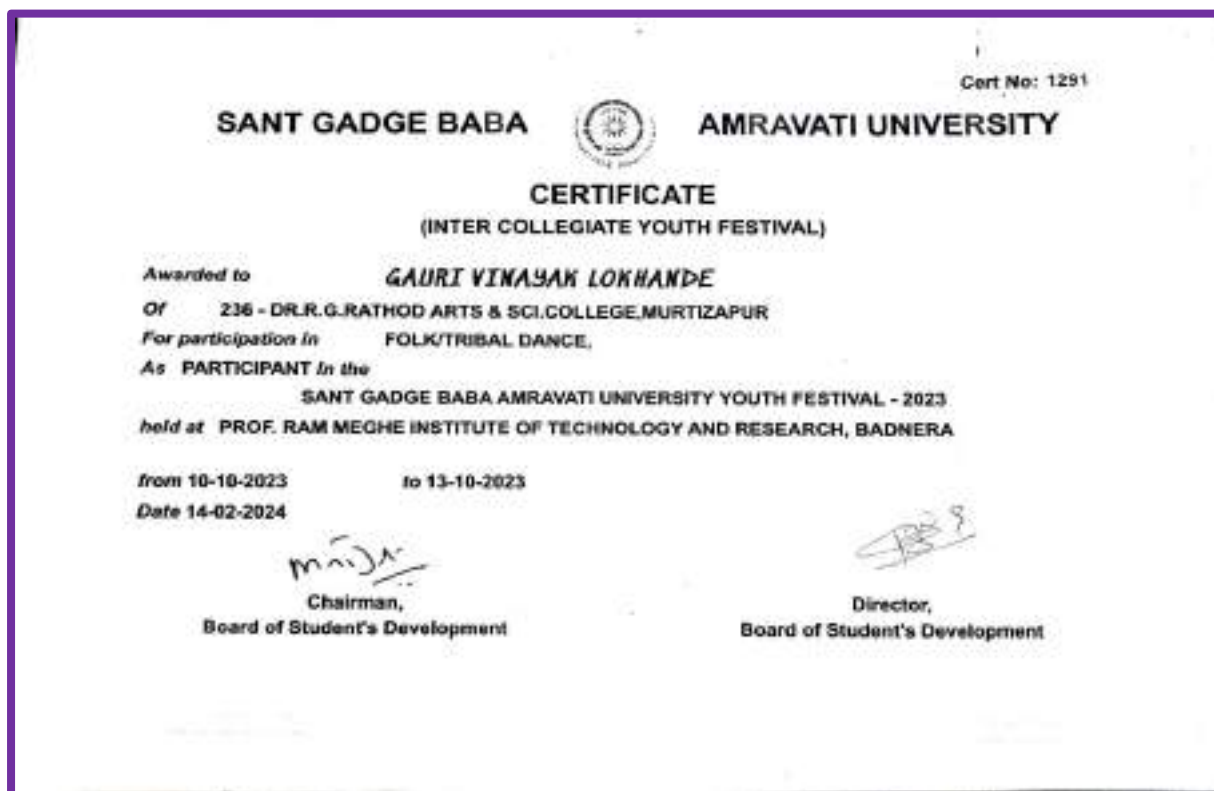 Cert No: 1291
SANT GADGE BABA AMRAVATI UNIVERSITY
CERTIFICATE
(INTER COLLEGIATE YOUTH FESTIVAL)
Awarded to GAURI VINAYAK LOKHANDE
Of 236 - DR.R.G.RATHOD ARTS & SCI.COLLEGE,MURTIZAPUR
For participation in FOLK/TRIBAL DANCE,
As PARTICIPANT In the
SANT GADGE BABA AMRAVATI UNIVERSITY YOUTH FESTIVAL - 2023
held at PROF. RAM MEGHE INSTITUTE OF TECHNOLOGY AND RESEARCH, BADNERA
from 10-10-2023 to 13-10-2023
Date 14-02-2024
Chairman, Director,
Board of Student's Development Board of Student's Development